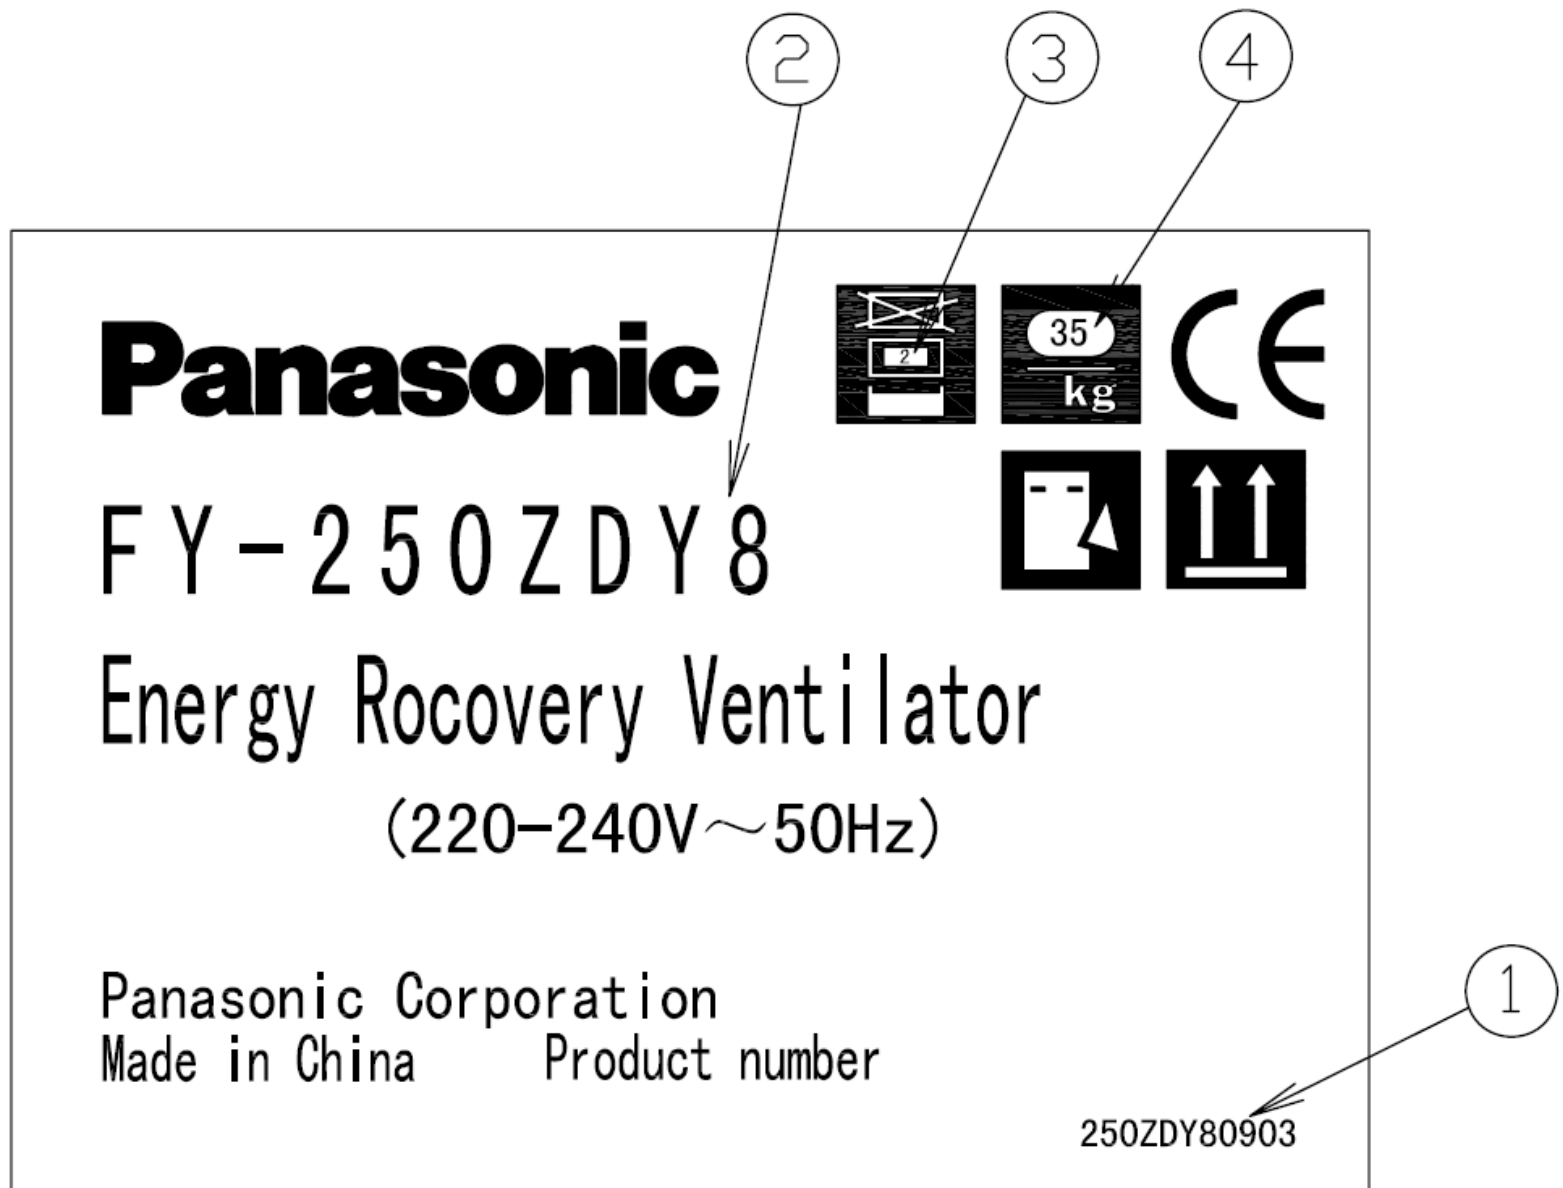 2 3 4
Panasonic 2 35 kg CE
FY-250ZDY8
Energy Rocovery Ventilator
(220-240V～50Hz)
Panasonic Corporation
Made in China Product number
1
250ZDY80903